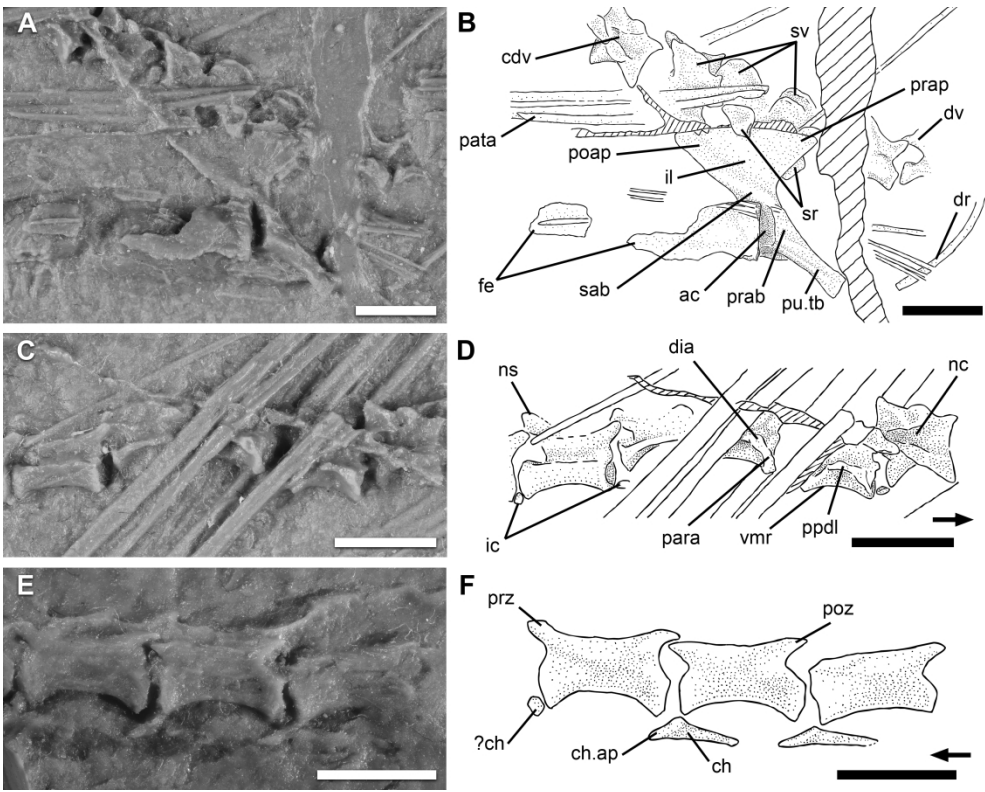 A
B
cdv
sv
prap
dv
pata
poap
il
sr
dr
fe
sab
ac
prab
pu.tb
C
D
ns
dia
nc
ic
para
vmr
ppdl
E
F
prz
poz
?ch
ch.ap
ch